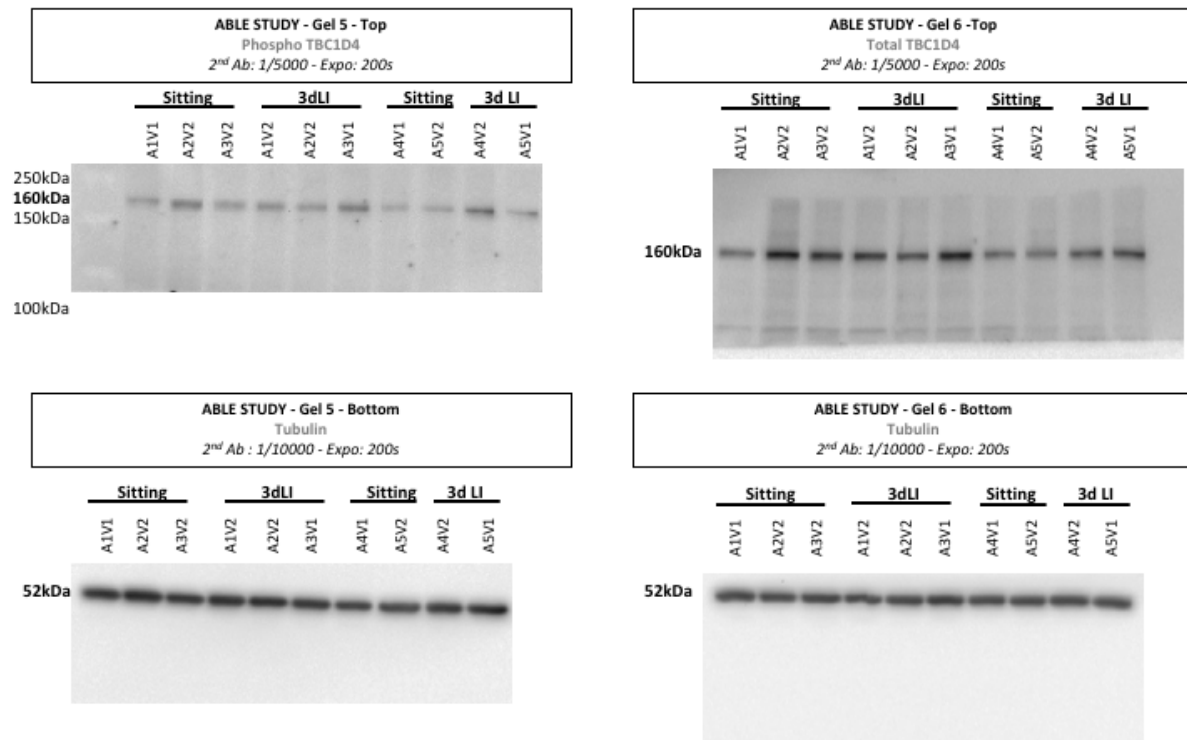 ABLE STUDY - Gel 5 - Top
Phospho TBC1D4
2nd Ab: 1/5000 - Expo: 200s
Sitting 3dLI Sitting 3d LI
A1V1 A2V2 A3V2 A1V2 A2V2 A3V1 A4V1 A5V2 A4V2 A5V1
250kDa
160kDa
150kDa
100kDa
ABLE STUDY - Gel 6 -Top
Total TBC1D4
2nd Ab: 1/5000 - Expo: 200s
Sitting 3dLI Sitting 3d LI
A1V1 A2V2 A3V2 A1V2 A2V2 A3V1 A4V1 A5V2 A4V2 A5V1
160kDa
ABLE STUDY - Gel 5 - Bottom
Tubulin
2nd Ab : 1/10000 - Expo: 200s
Sitting 3dLI Sitting 3d LI
A1V1 A2V2 A3V2 A1V2 A2V2 A3V1 A4V1 A5V2 A4V2 A5V1
52kDa
ABLE STUDY - Gel 6 - Bottom
Tubulin
2nd Ab: 1/10000 - Expo: 200s
Sitting 3dLI Sitting 3d LI
A1V1 A2V2 A3V2 A1V2 A2V2 A3V1 A4V1 A5V2 A4V2 A5V1
52kDa